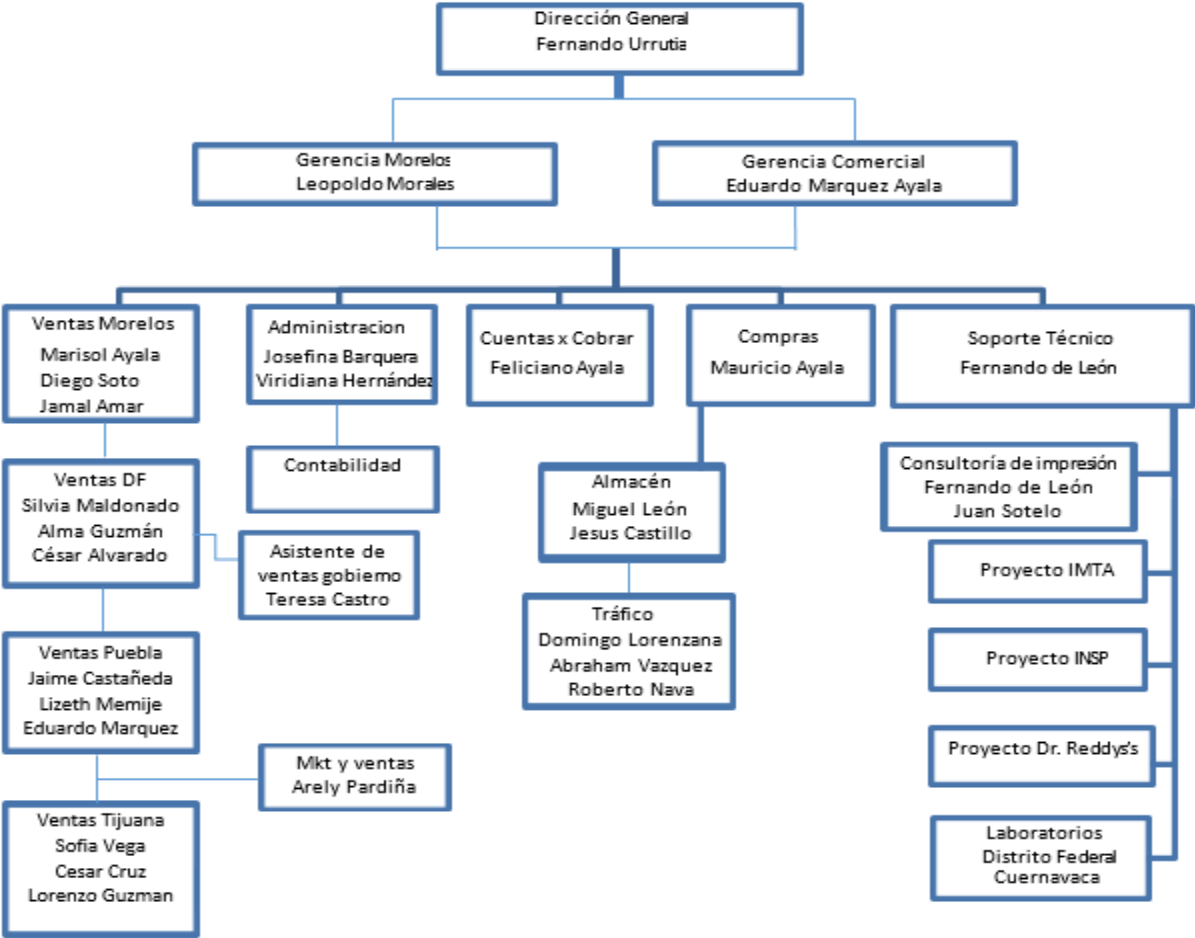 Dirección General
Fernando Urrutia
Gerencia Morelos
Leopoldo Morales
Gerencia Comercial
Eduardo Marquez Ayala
Ventas Morelos
Marisol Ayala
Diego Soto
Jamal Amar
Administracion
Josefina Barquera
Viridiana Hernández
Cuentas x Cobrar
Feliciano Ayala
Compras
Mauricio Ayala
Soporte Técnico
Fernando de León
Ventas DF
Silvia Maldonado
Alma Guzmán
César Alvarado
Contabilidad
Asistente de
ventas gobierno
Teresa Castro
Almacén
Miguel León
Jesus Castillo
Tráfico
Domingo Lorenzana
Abraham Vazquez
Roberto Nava
Consultoría de impresión
Fernando de León
Juan Sotelo
Proyecto IMTA
Proyecto INSP
Proyecto Dr. Reddys's
Laboratorios
Distrito Federal
Cuernavaca
Ventas Puebla
Jaime Castañeda
Lizeth Memije
Eduardo Marquez
Mkt y ventas
Arely Pardiña
Ventas Tijuana
Sofia Vega
Cesar Cruz
Lorenzo Guzman